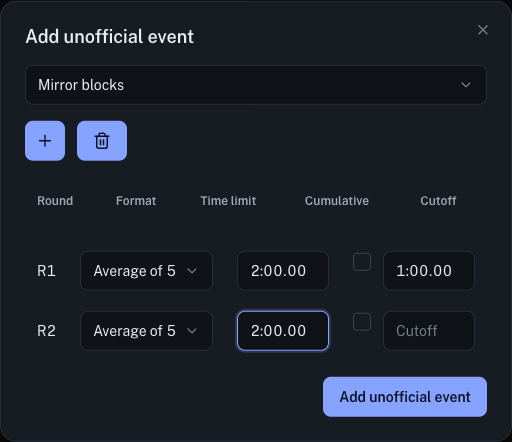 Add unofficial event
Mirror blocks
Round Format Time limit Cumulative Cutoff
R1 Average of 5 2:00.00 1:00.00
R2 Average of 5 2:00.00 Cutoff
Add unofficial event